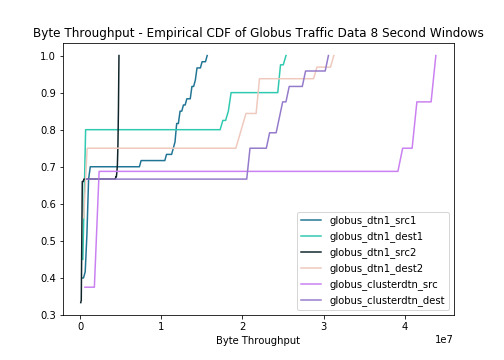 Byte Throughput - Empirical CDF of Globus Traffic Data 8 Second Windows
1.0
0.9
0.8
0.7
0.6
0.5
0.4
0.3
globus_dtn1_src1
globus_dtn1_dest1
globus_dtn1_src2
globus_dtn1_dest2
globus_clusterdtn_src
globus_clusterdtn_dest
0 1 2 3 4
1e7
Byte Throughput